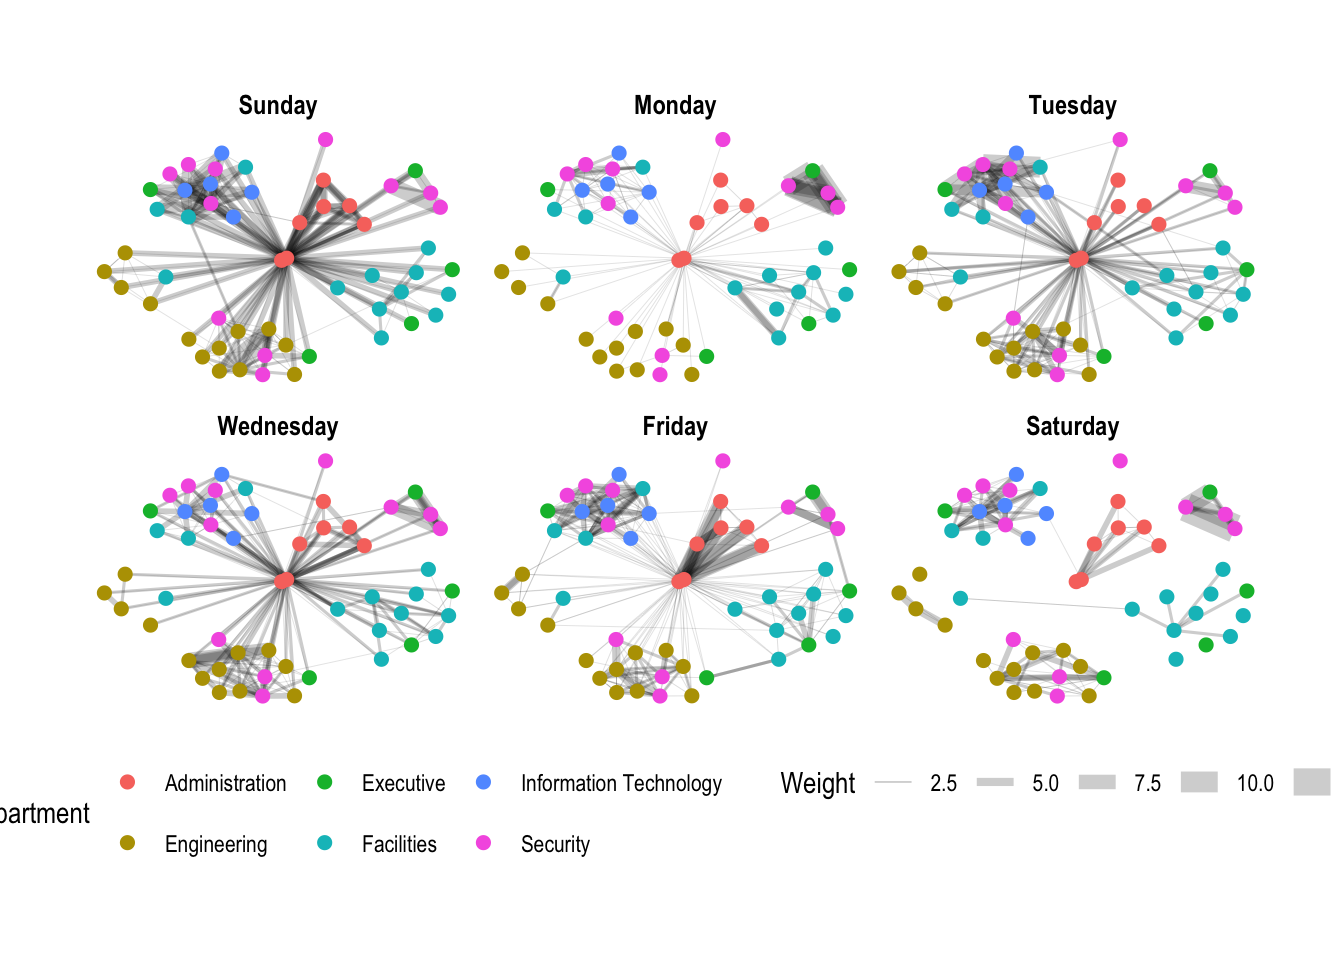 Sunday
Monday
Tuesday
Wednesday
Friday
Saturday
partment
Administration
Executive
Information Technology
Engineering
Facilities
Security
Weight
2.5
5.0
7.5
10.0